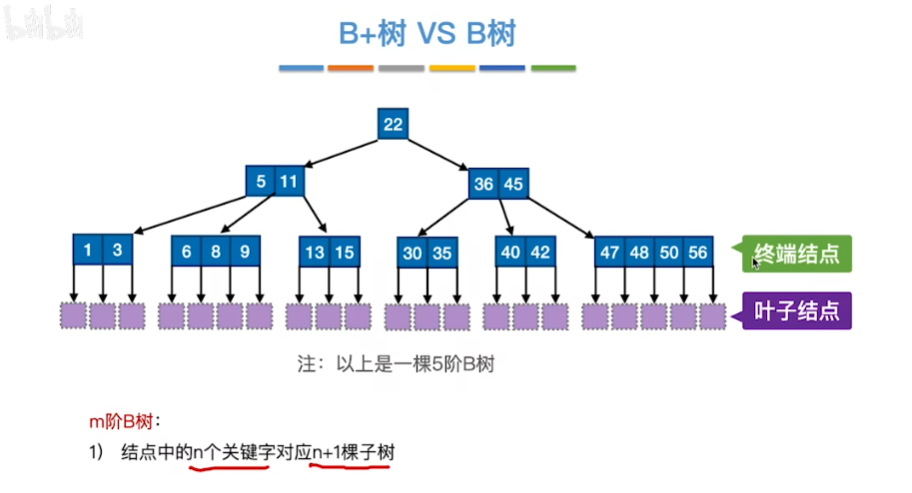 bilibili
B+树 VS B树
22
5 11
36 45
1 3
6 8 9
13 15
30 35
40 42
47 48 50 56
终端结点
叶子结点
注：以上是一棵5阶B树
m阶B树：
1） 结点中的n个关键字对应n+1棵子树